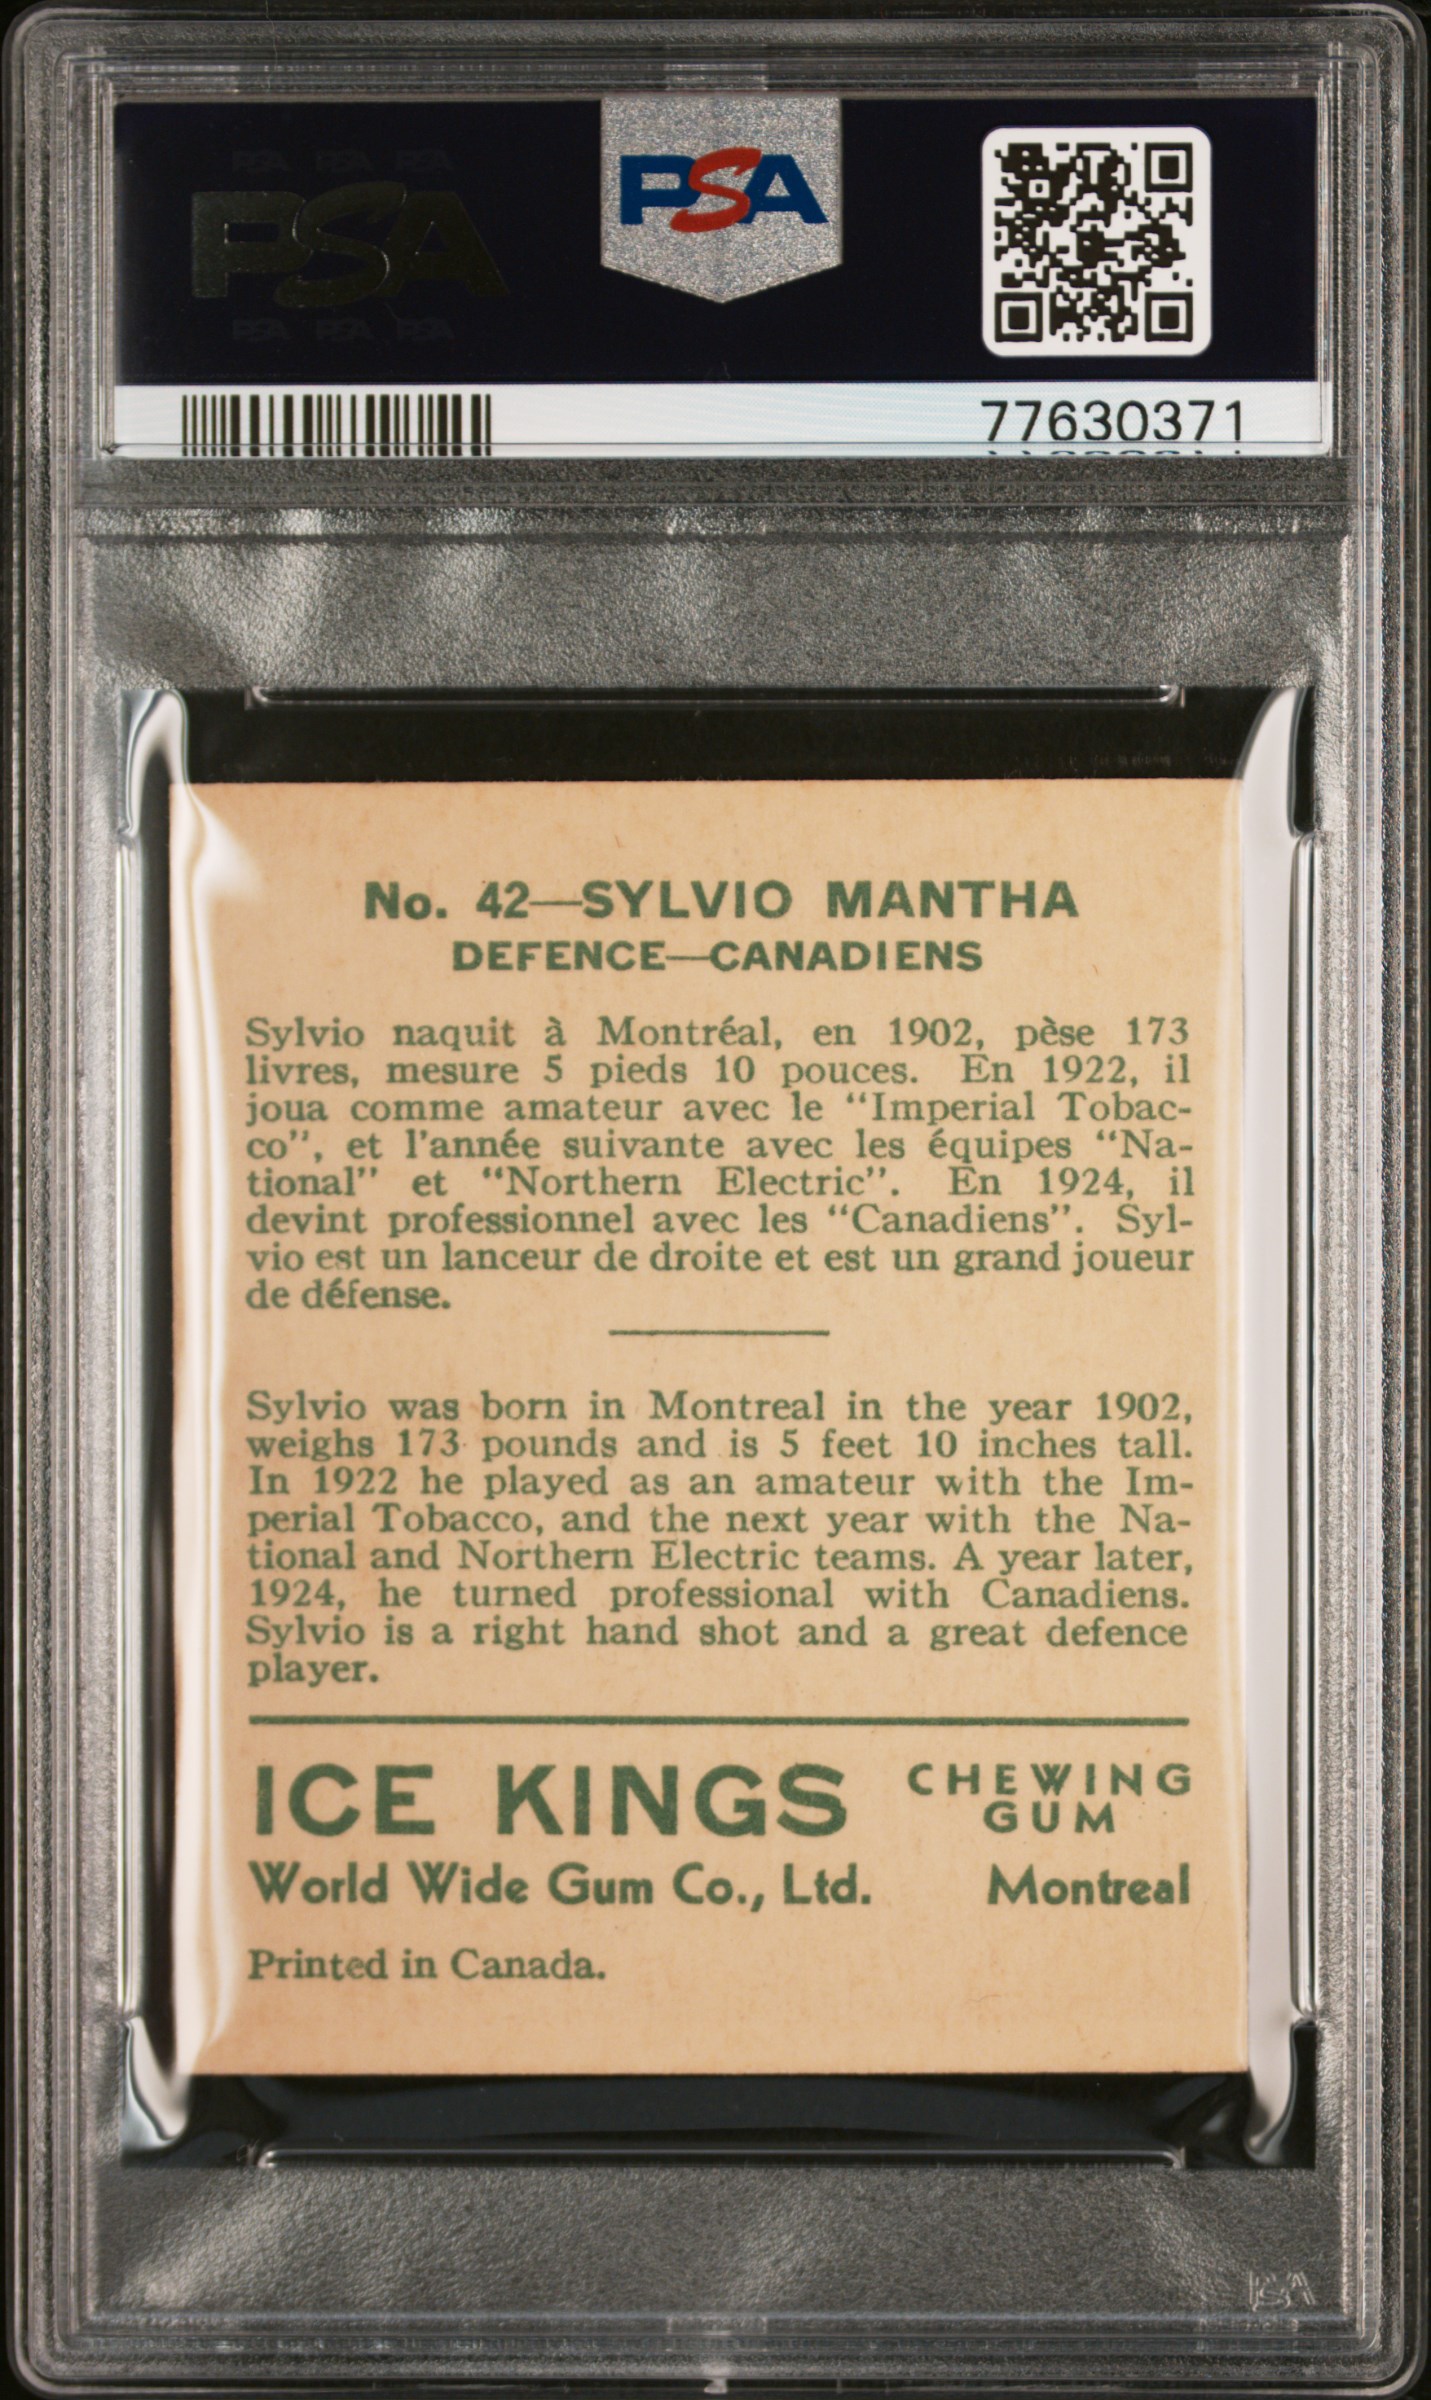 PSA PSA PSA
PSA
PSA PSA PSA
PSA
77630371
No. 42—SYLVIO MANTHA
DEFENCE—CANADIENS
Sylvio naquit à Montréal, en 1902, pèse 173
livres, mesure 5 pieds 10 pouces. En 1922, il
joua comme amateur avec le “Imperial Tobac-
co”, et l'année suivante avec les équipes “Na-
tional” et “Northern Electric”. En 1924, il
devint professionnel avec les “Canadiens”. Syl-
vio est un lanceur de droite et est un grand joueur
de défense.
Sylvio was born in Montreal in the year 1902,
weighs 173 pounds and is 5 feet 10 inches tall.
In 1922 he played as an amateur with the Im-
perial Tobacco, and the next year with the Na-
tional and Northern Electric teams. A year later,
1924, he turned professional with Canadiens.
Sylvio is a right hand shot and a great defence
player.
ICE KINGS CHEWING
GUM
World Wide Gum Co., Ltd. Montreal
Printed in Canada.
PSA